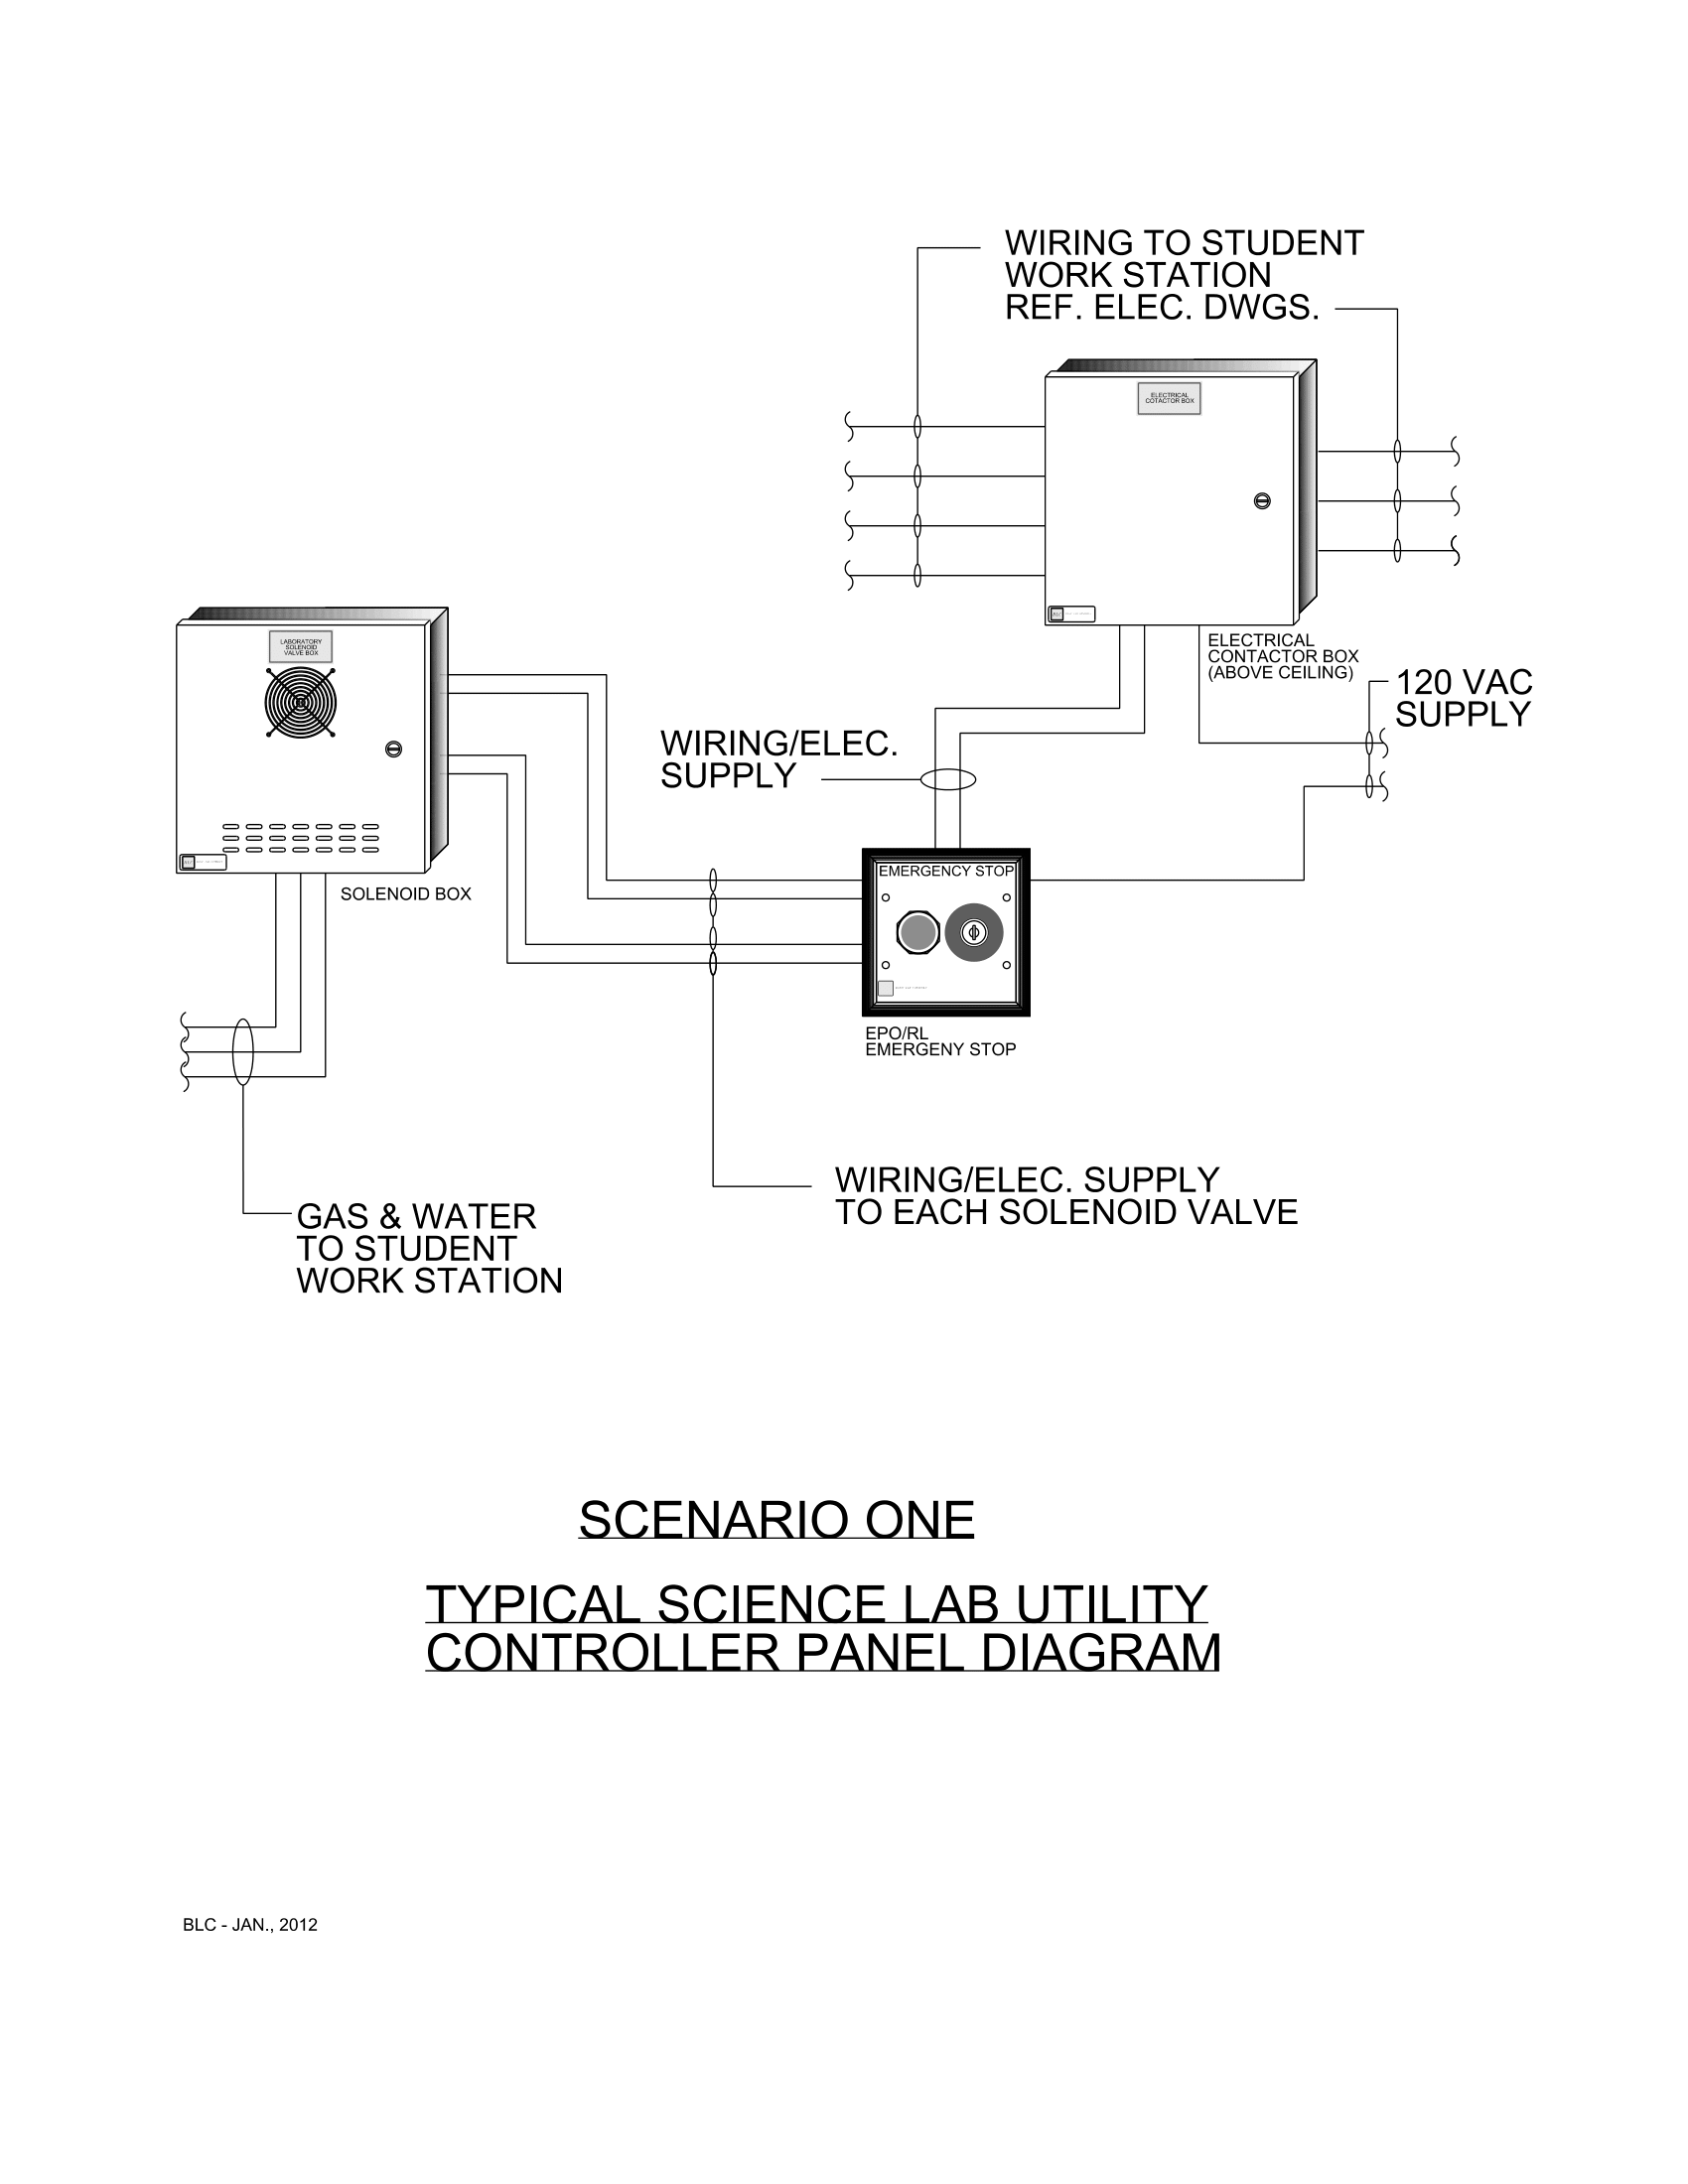 WIRING TO STUDENT
WORK STATION
REF. ELEC. DWGS.
ELECTRICAL
COTACTOR BOX
LABORATORY
SOLENOID
VALVE BOX
ELECTRICAL
CONTACTOR BOX
(ABOVE CEILING)
120 VAC
SUPPLY
WIRING/ELEC.
SUPPLY
SOLENOID BOX
EMERGENCY STOP
EPO/RL
EMERGENY STOP
WIRING/ELEC. SUPPLY
TO EACH SOLENOID VALVE
GAS & WATER
TO STUDENT
WORK STATION
SCENARIO ONE
TYPICAL SCIENCE LAB UTILITY
CONTROLLER PANEL DIAGRAM
BLC - JAN., 2012